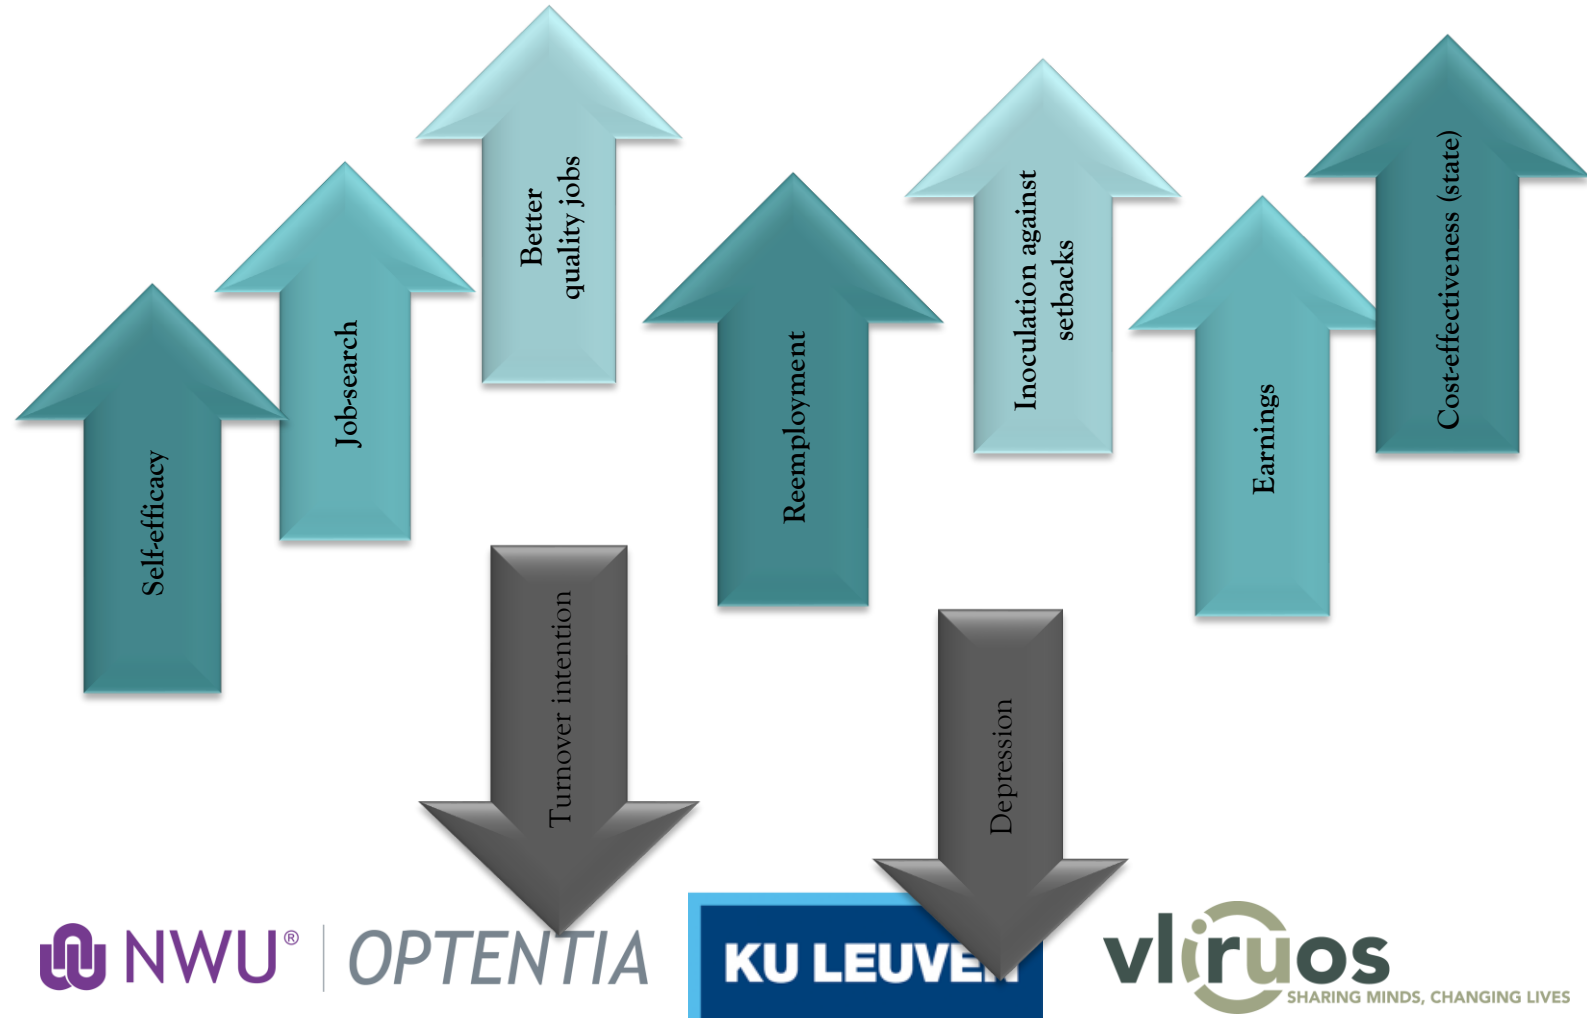 Self-efficacy
Job-search
Better
quality jobs
Reemployment
Inoculation against
setbacks
Earnings
Cost-effectiveness (state)
Turnover intention
Depression
NWU®
OPTENTIA
KU LEUVEN
vliruos
SHARING MINDS, CHANGING LIVES